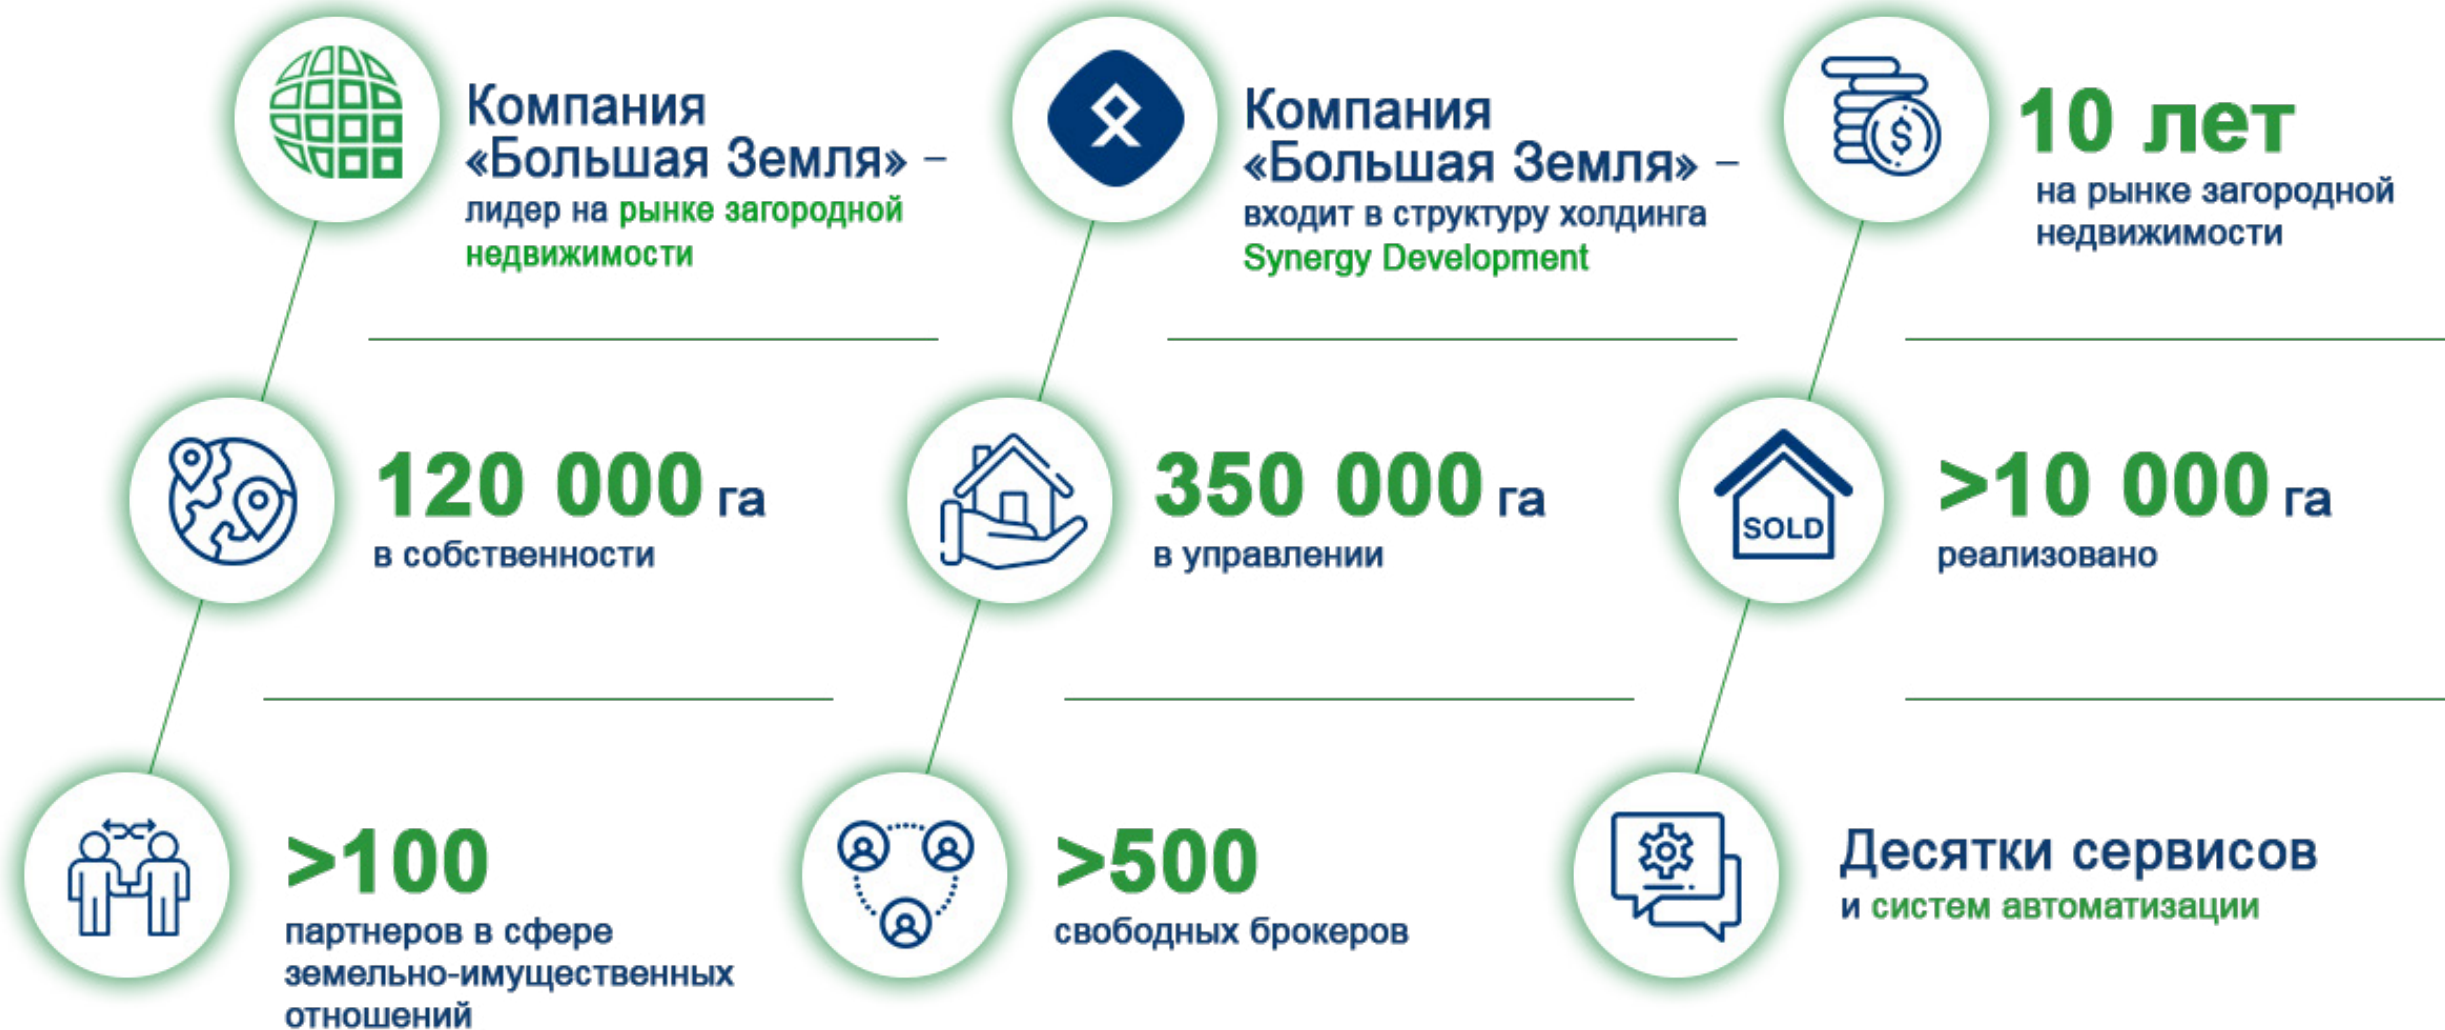 Компания
«Большая Земля» –
лидер на рынке загородной
недвижимости
Компания
«Большая Земля» –
входит в структуру холдинга
Synergy Development
10 лет
на рынке загородной
недвижимости
120 000 га
в собственности
350 000 га
в управлении
SOLD
>10 000 га
реализовано
>100
партнеров в сфере
земельно-имущественных
отношений
>500
свободных брокеров
Десятки сервисов
и систем автоматизации